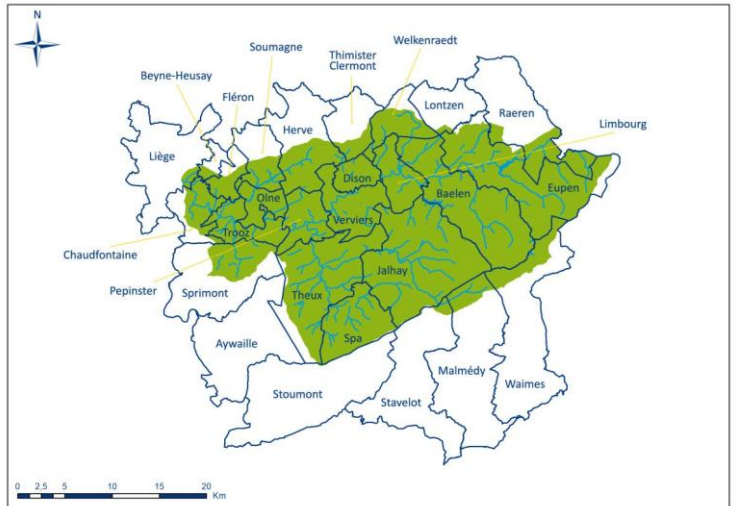 N
Soumagne
Thimister
Clermont
Welkenraedt
Beyne-Heusay
Fléron
Herve
Lontzen
Raeren
Limbourg
Liège
Dison
Baelen
Eupen
Olne
Verviers
Trooz
Chaudfontaine
Pepinster
Jalhay
Sprimont
Theux
Spa
Aywaille
Malmédy
Waimes
Stoumont
Stavelot
0 2,5 5 10 15 20
Km